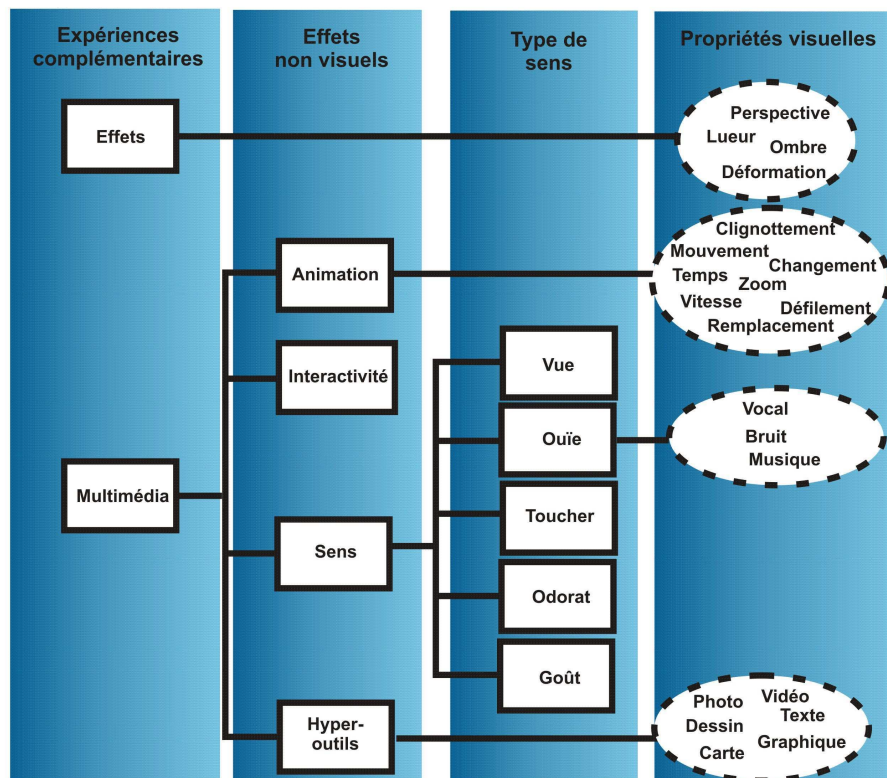 Expériences
complémentaires
Effets
non visuels
Type de
sens
Propriétés visuelles
Effets
Perspective
Lueur
Ombre
Déformation
Animation
Clignottement
Mouvement
Changement
Temps
Zoom
Vitesse
Défilement
Remplacement
Interactivité
Vue
Ouïe
Vocal
Bruit
Musique
Multimédia
Sens
Toucher
Odorat
Goût
Hyper-
outils
Photo
Vidéo
Texte
Dessin
Graphique
Carte